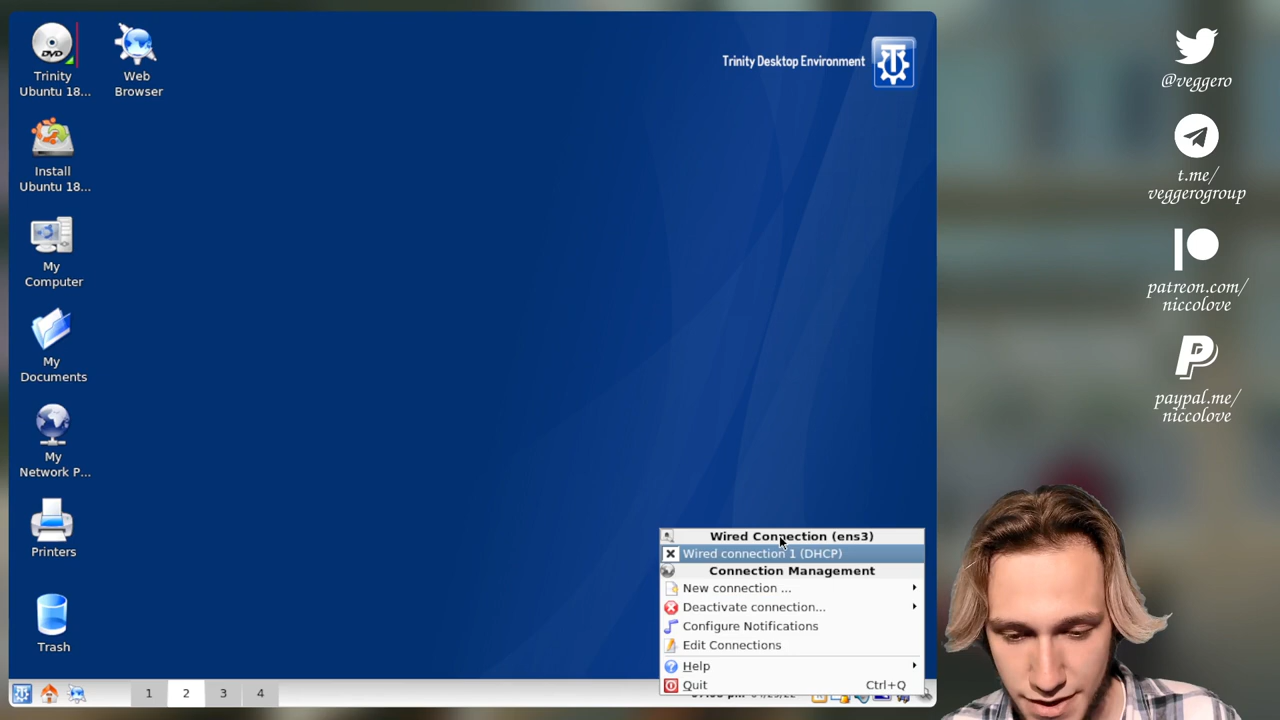 DVD
Trinity
Ubuntu 18...
Web
Browser
Trinity Desktop Environment
Install
Ubuntu 18...
My
Computer
My
Documents
My
Network P...
Printers
Trash
Wired Connection (ens3)
Wired connection 1 (DHCP)
Connection Management
New connection ...
Deactivate connection...
Configure Notifications
Edit Connections
Help
Quit Ctrl+Q
1 2 3 4
@veggero
t.me/
veggerogroup
patreon.com/
niccolove
paypal.me/
niccolove